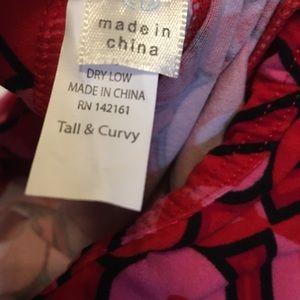 made in
china
DRY LOW
MADE IN CHINA
RN 142161
Tall & Curvy